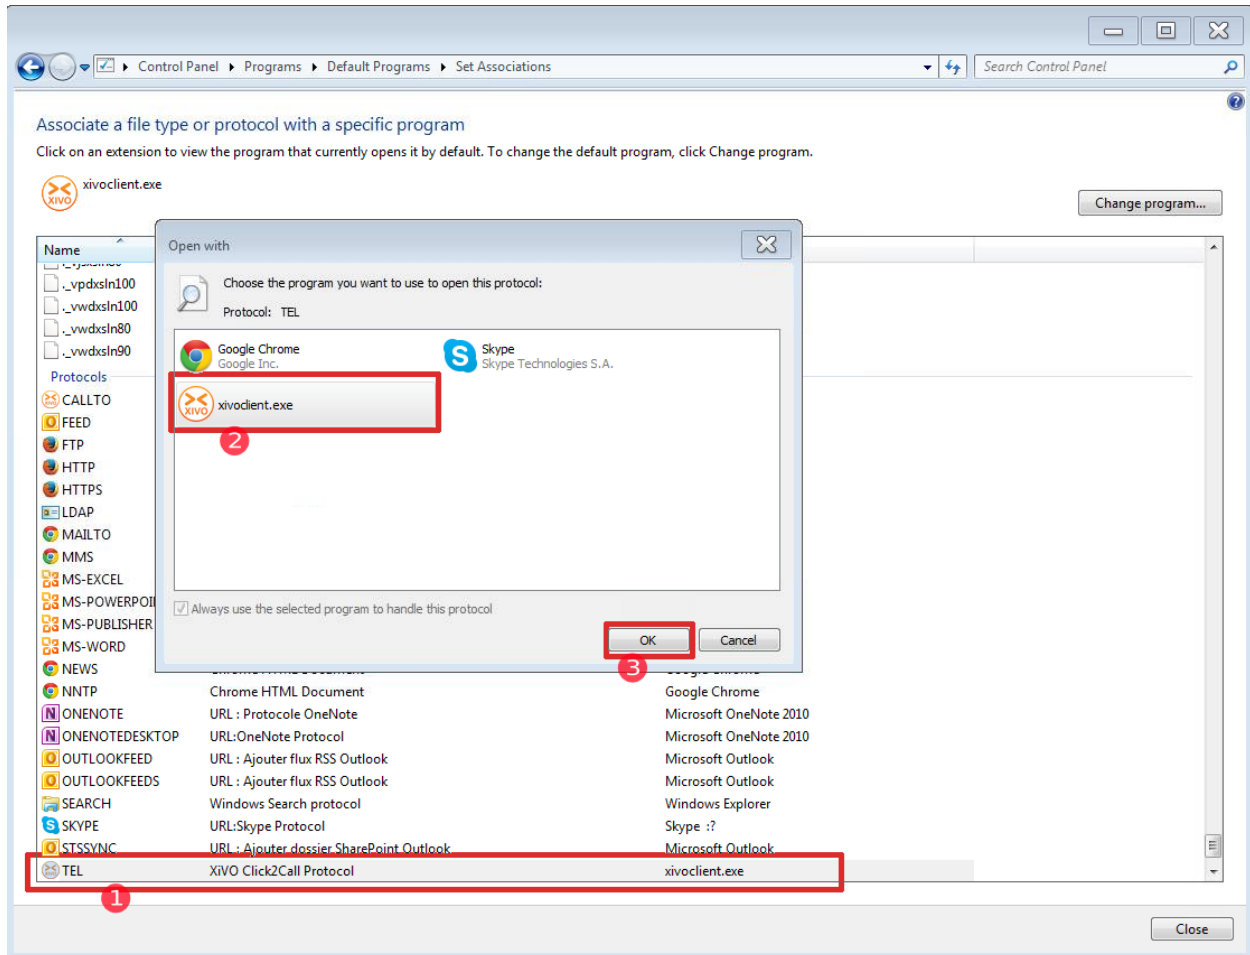 Control Panel ▸ Programs ▸ Default Programs ▸ Set Associations
Search Control Panel
Associate a file type or protocol with a specific program
Click on an extension to view the program that currently opens it by default. To change the default program, click Change program.
XIVO
xivoclient.exe
Change program...
Name
Open with
Choose the program you want to use to open this protocol:
Protocol: TEL
Google Chrome
Google Inc.
Skype
Skype Technologies S.A.
XIVO
xivoclient.exe
2
Always use the selected program to handle this protocol
OK
Cancel
3
._vpdxsln100
._vwdxsln100
._vwdxsln80
._vwdxsln90
Protocols
CALLTO
FEED
FTP
HTTP
HTTPS
LDAP
MAILTO
MMS
MS-EXCEL
MS-POWERPOI
MS-PUBLISHER
MS-WORD
NEWS
NNTP Chrome HTML Document Google Chrome
ONENOTE URL : Protocole OneNote Microsoft OneNote 2010
ONENOTEDESKTOP URL:OneNote Protocol Microsoft OneNote 2010
OUTLOOKFEED URL : Ajouter flux RSS Outlook Microsoft Outlook
OUTLOOKFEEDS URL : Ajouter flux RSS Outlook Microsoft Outlook
SEARCH Windows Search protocol Windows Explorer
SKYPE URL:Skype Protocol Skype :?
STSSYNC URL : Ajouter dossier SharePoint Outlook Microsoft Outlook
TEL XiVO Click2Call Protocol xivoclient.exe
1
Close